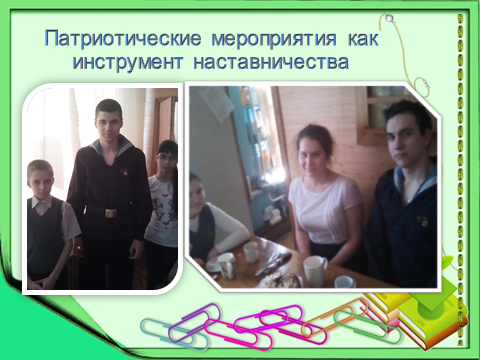 Патриотические мероприятия как
инструмент наставничества